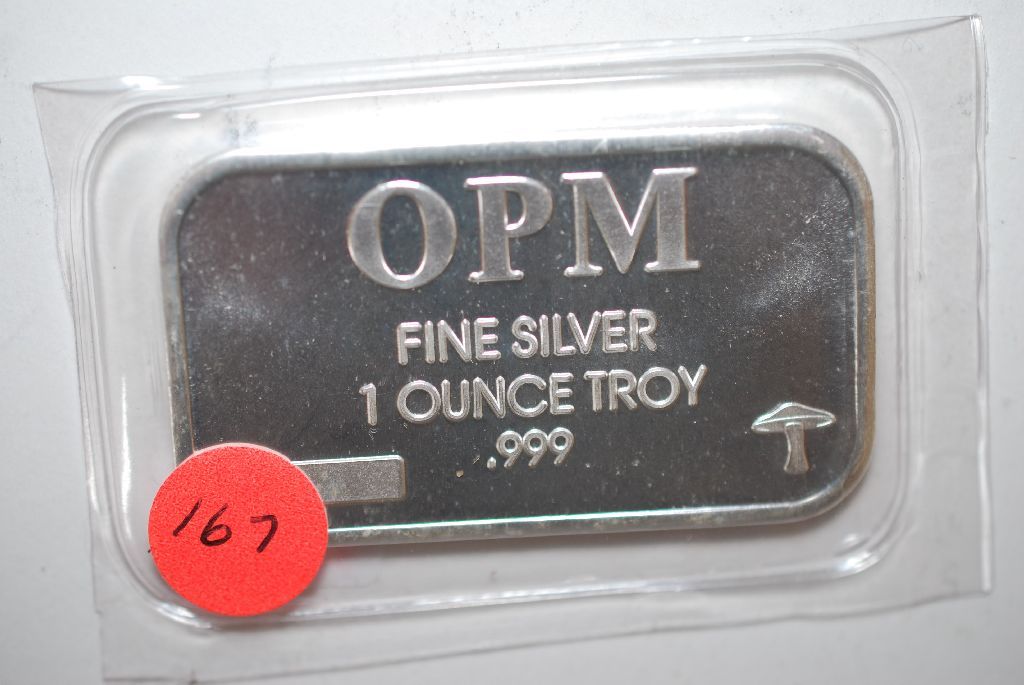 OPM
FINE SILVER
1 OUNCE TROY
.999
167